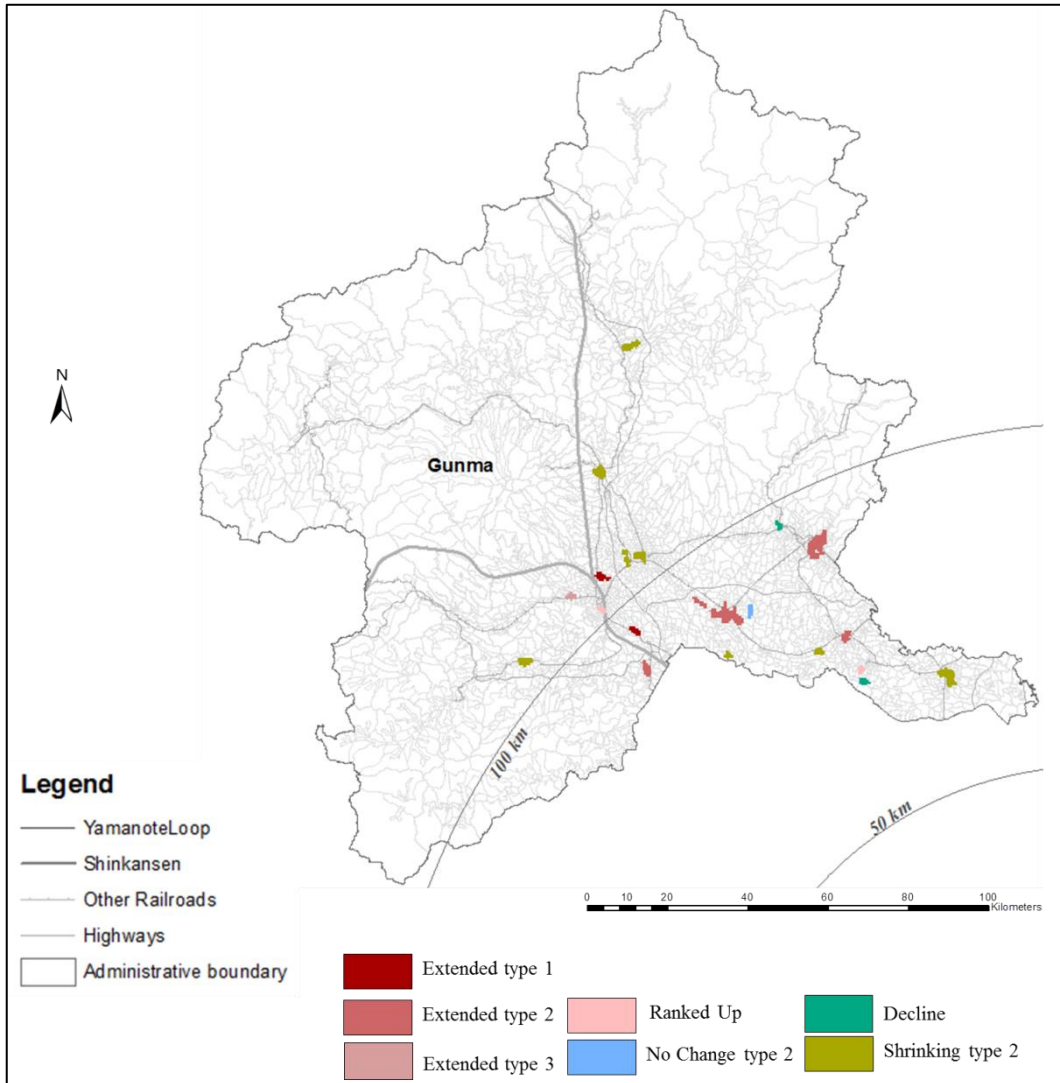 N
Gunma
100 km
50 km
Legend
YamanoteLoop
Shinkansen
Other Railroads
Highways
Administrative boundary
0 10 20 40 60 80 100
Kilometers
Extended type 1
Extended type 2 Ranked Up Decline
Extended type 3 No Change type 2 Shrinking type 2